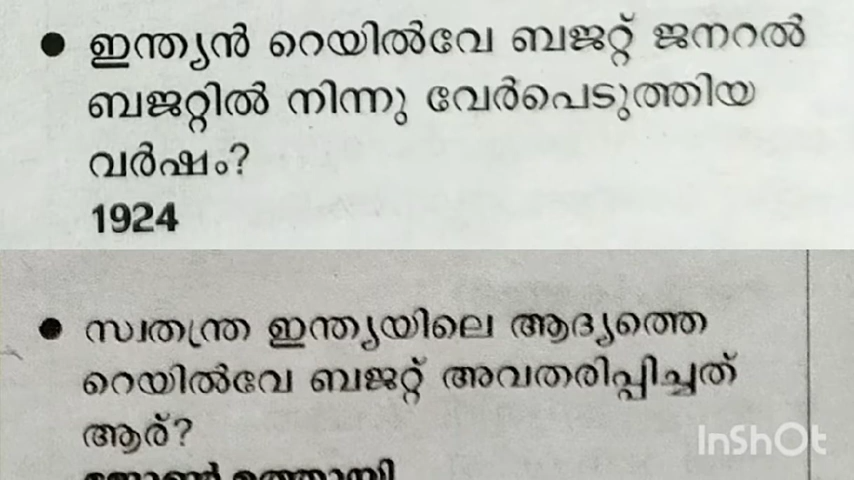 ● ഇന്ത്യൻ റെയിൽവേ ബജറ്റ് ജനറൽ
ബജറ്റിൽ നിന്നു വേർപെടുത്തിയ
വർഷം?
1924
● സ്വതന്ത്ര ഇന്ത്യയിലെ ആദ്യത്തെ
റെയിൽവേ ബജറ്റ് അവതരിപ്പിച്ചത്
ആര്?
InShOt